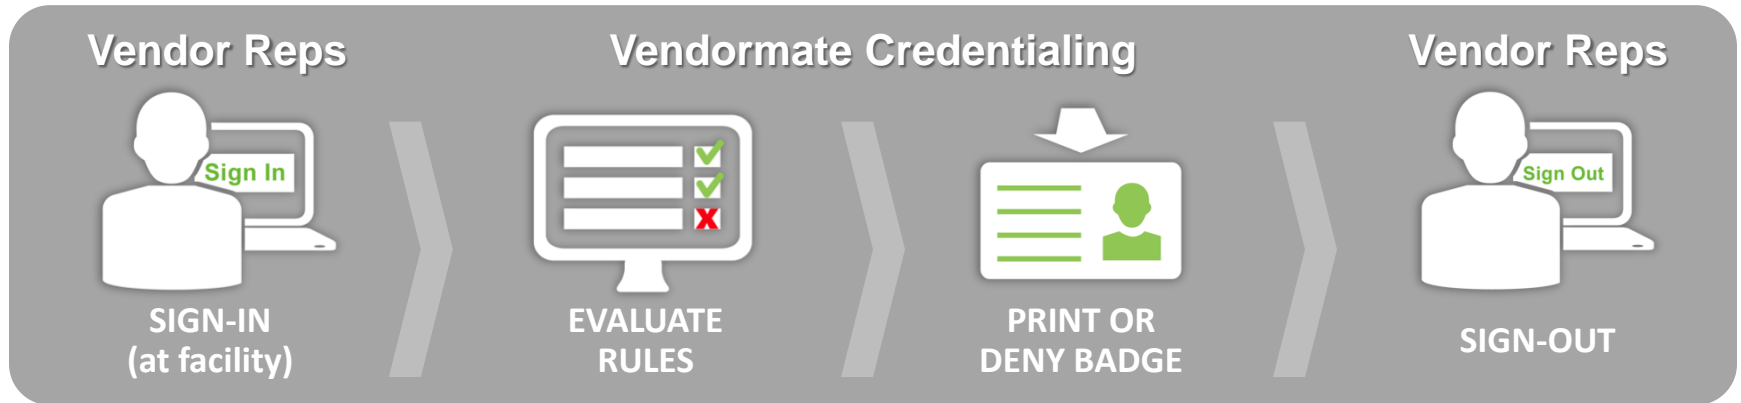 Vendor Reps
Vendormate Credentialing
Vendor Reps
Sign In
Sign Out
SIGN-IN
(at facility)
EVALUATE
RULES
PRINT OR
DENY BADGE
SIGN-OUT